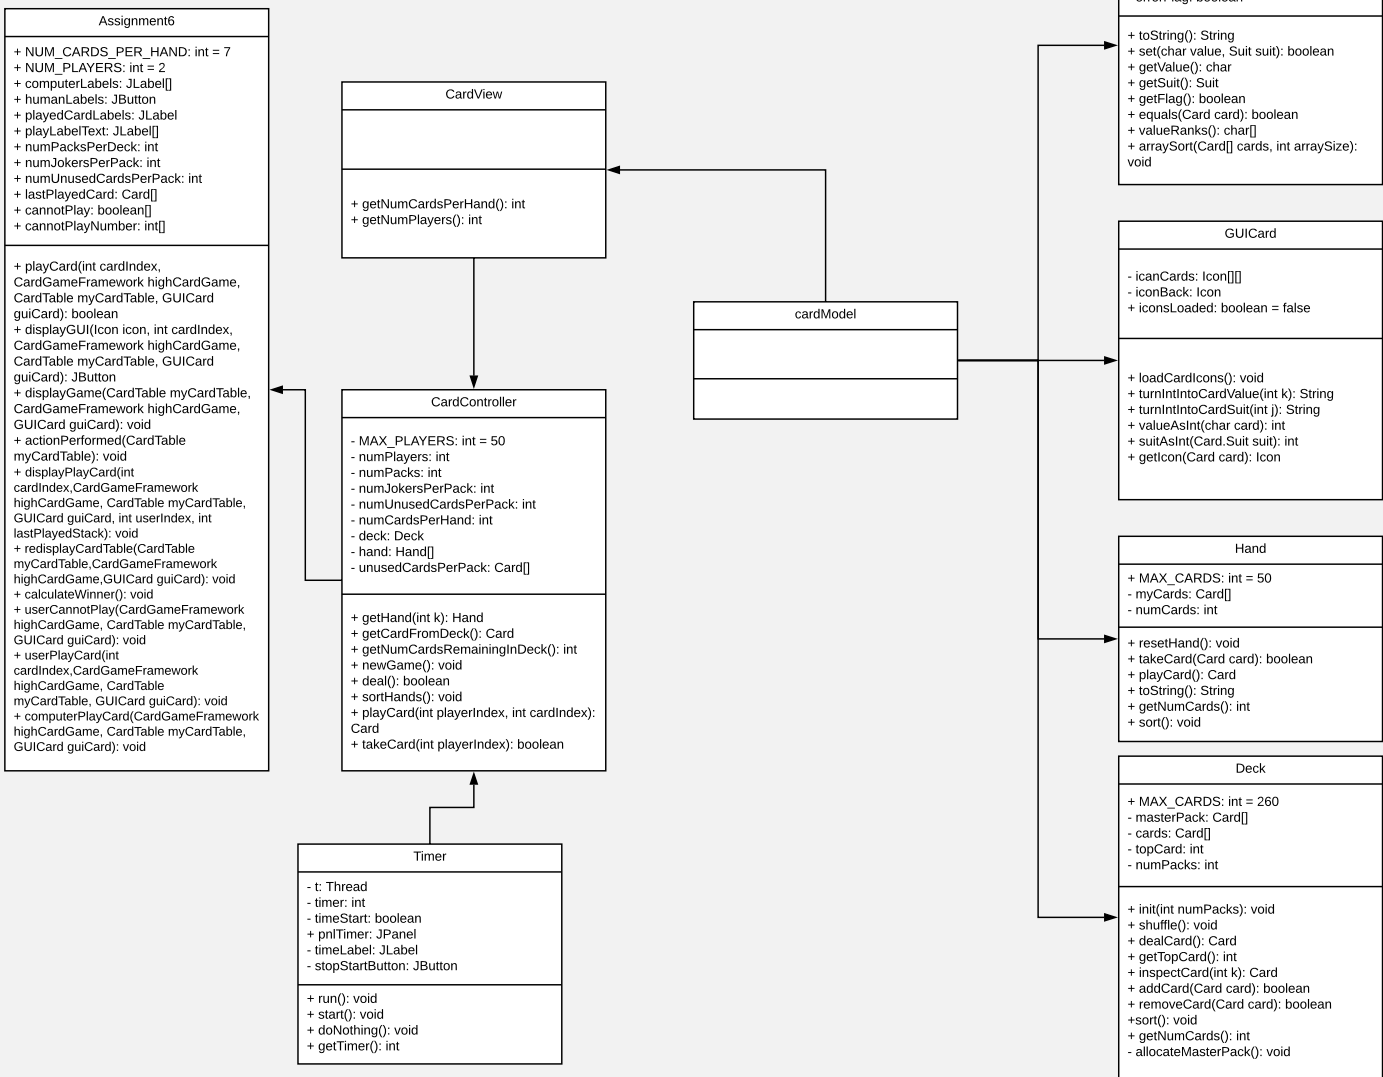 Assignment6
+ NUM_CARDS_PER_HAND: int = 7
+ NUM_PLAYERS: int = 2
+ computerLabels: JLabel[]
+ humanLabels: JButton
+ playedCardLabels: JLabel
+ playLabelText: JLabel[]
+ numPacksPerDeck: int
+ numJokersPerPack: int
+ numUnusedCardsPerPack: int
+ lastPlayedCard: Card[]
+ cannotPlay: boolean[]
+ cannotPlayNumber: int[]
+ playCard(int cardIndex,
CardGameFramework highCardGame,
CardTable myCardTable, GUICard
guiCard): boolean
+ displayGUI(Icon icon, int cardIndex,
CardGameFramework highCardGame,
CardTable myCardTable, GUICard
guiCard): JButton
+ displayGame(CardTable myCardTable,
CardGameFramework highCardGame,
GUICard guiCard): void
+ actionPerformed(CardTable
myCardTable): void
+ displayPlayCard(int
cardIndex,CardGameFramework
highCardGame, CardTable myCardTable,
GUICard guiCard, int userIndex, int
lastPlayedStack): void
+ redisplayCardTable(CardTable
myCardTable,CardGameFramework
highCardGame,GUICard guiCard): void
+ calculateWinner(): void
+ userCannotPlay(CardGameFramework
highCardGame, CardTable myCardTable,
GUICard guiCard): void
+ userPlayCard(int
cardIndex,CardGameFramework
highCardGame, CardTable
myCardTable, GUICard guiCard): void
+ computerPlayCard(CardGameFramework
highCardGame, CardTable myCardTable,
GUICard guiCard): void
CardView
+ getNumCardsPerHand(): int
+ getNumPlayers(): int
CardController
- MAX_PLAYERS: int = 50
- numPlayers: int
- numPacks: int
- numJokersPerPack: int
- numUnusedCardsPerPack: int
- numCardsPerHand: int
- deck: Deck
- hand: Hand[]
- unusedCardsPerPack: Card[]
+ getHand(int k): Hand
+ getCardFromDeck(): Card
+ getNumCardsRemainingInDeck(): int
+ newGame(): void
+ deal(): boolean
+ sortHands(): void
+ playCard(int playerIndex, int cardIndex):
Card
+ takeCard(int playerIndex): boolean
Timer
- t: Thread
- timer: int
- timeStart: boolean
+ pnlTimer: JPanel
- timeLabel: JLabel
- stopStartButton: JButton
+ run(): void
+ start(): void
+ doNothing(): void
+ getTimer(): int
cardModel
+ toString(): String
+ set(char value, Suit suit): boolean
+ getValue(): char
+ getSuit(): Suit
+ getFlag(): boolean
+ equals(Card card): boolean
+ valueRanks(): char[]
+ arraySort(Card[] cards, int arraySize):
void
GUICard
- icanCards: Icon[][]
- iconBack: Icon
+ iconsLoaded: boolean = false
+ loadCardIcons(): void
+ turnIntIntoCardValue(int k): String
+ turnIntIntoCardSuit(int j): String
+ valueAsInt(char card): int
+ suitAsInt(Card.Suit suit): int
+ getIcon(Card card): Icon
Hand
+ MAX_CARDS: int = 50
- myCards: Card[]
- numCards: int
+ resetHand(): void
+ takeCard(Card card): boolean
+ playCard(): Card
+ toString(): String
+ getNumCards(): int
+ sort(): void
Deck
+ MAX_CARDS: int = 260
- masterPack: Card[]
- cards: Card[]
- topCard: int
- numPacks: int
+ init(int numPacks): void
+ shuffle(): void
+ dealCard(): Card
+ getTopCard(): int
+ inspectCard(int k): Card
+ addCard(Card card): boolean
+ removeCard(Card card): boolean
+sort(): void
+ getNumCards(): int
- allocateMasterPack(): void